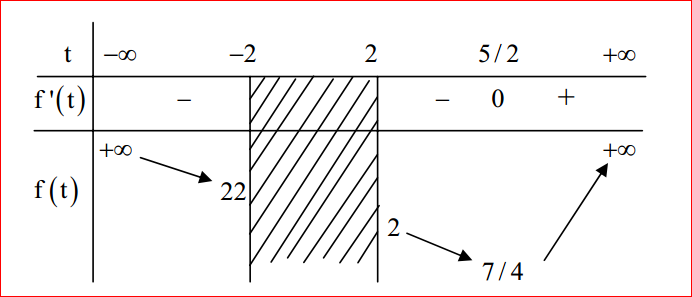 t −∞ −2 2 5/2 +∞
f'(t) − − 0 +
+∞ +∞
f(t) 22 2 7/4